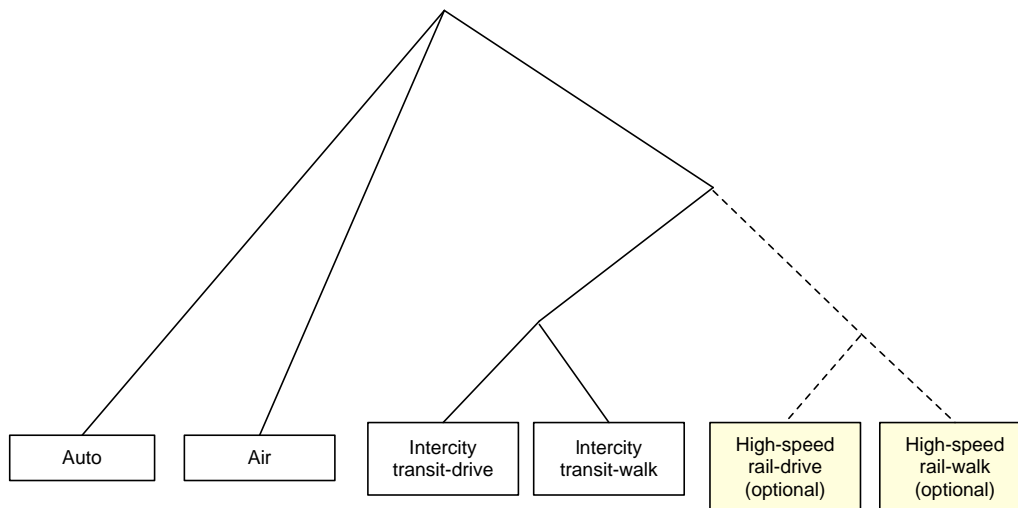 Auto
Air
Intercity
transit-drive
Intercity
transit-walk
High-speed
rail-drive
(optional)
High-speed
rail-walk
(optional)